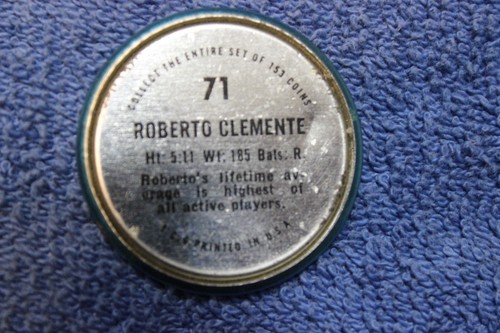 COLLECT THE ENTIRE SET OF 153 COINS
71
ROBERTO CLEMENTE
Ht: 5:11 Wt: 185 Bats: R
Roberto's lifetime av-
erage is highest of
all active players.
T.C.G. PRINTED IN U.S.A.